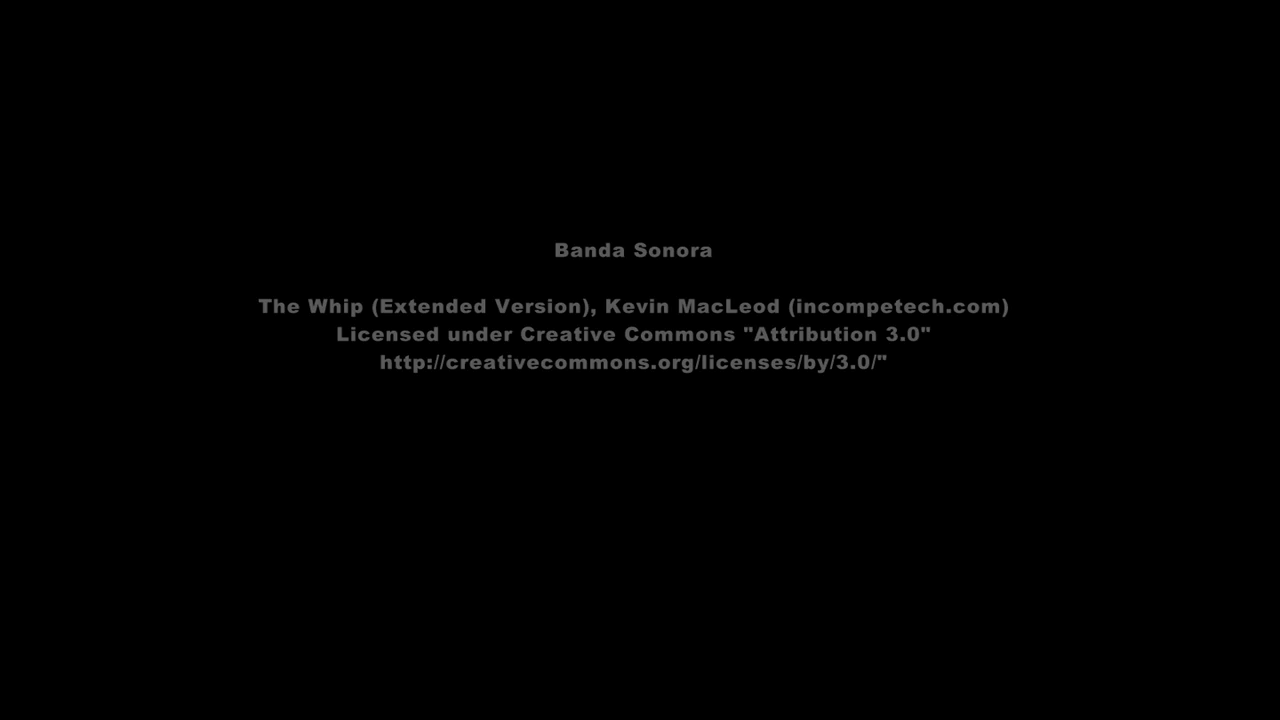 Banda Sonora
The Whip (Extended Version), Kevin MacLeod (incompetech.com)
Licensed under Creative Commons "Attribution 3.0"
http://creativecommons.org/licenses/by/3.0/"